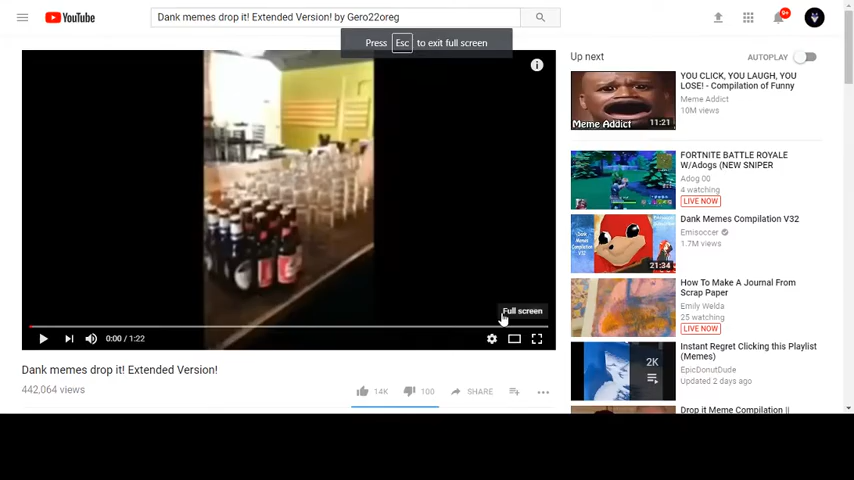 YouTube
Dank memes drop it! Extended Version! by Gero22oreg
9+
Press Esc to exit full screen
Full screen
0:00 / 1:22
Dank memes drop it! Extended Version!
442,064 views
14K
100
SHARE
Up next
AUTOPLAY
Meme Addict
11:21
YOU CLICK, YOU LAUGH, YOU
LOSE! - Compilation of Funny
Meme Addict
10M views
FORTNITE BATTLE ROYALE
W/Adogs (NEW SNIPER
Adog 00
4 watching
LIVE NOW
Dank
Memes
Compilation
V32
21:34
Dank Memes Compilation V32
Emisoccer
1.7M views
How To Make A Journal From
Scrap Paper
Emily Welda
25 watching
LIVE NOW
2K
Instant Regret Clicking this Playlist
(Memes)
EpicDonutDude
Updated 2 days ago
Drop it Meme Compilation ||